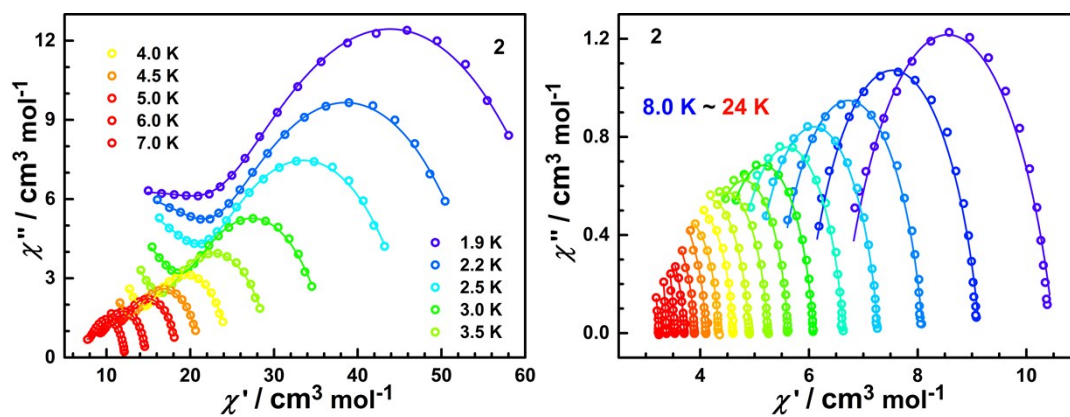 12
9
6
3
0
χ'' / cm³ mol⁻¹
2
4.0 K
4.5 K
5.0 K
6.0 K
7.0 K
1.9 K
2.2 K
2.5 K
3.0 K
3.5 K
10 20 30 40 50 60
χ' / cm³ mol⁻¹
1.2
0.8
0.4
0.0
χ'' / cm³ mol⁻¹
2
8.0 K ~ 24 K
4 6 8 10
χ' / cm³ mol⁻¹